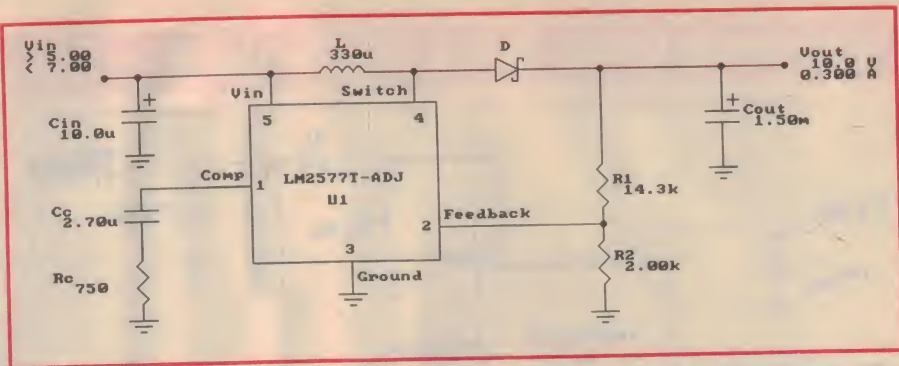 Vin
> 5.00
< 7.00
L
330u
D
Vout
10.0 V
0.300 A
Vin
Switch
Cin
10.0u
5
4
Cout
1.50m
Comp
1
LM2577T-ADJ
U1
R1
14.3k
Cc
2.70u
2
Feedback
3
R2
2.00k
Rc
750
Ground